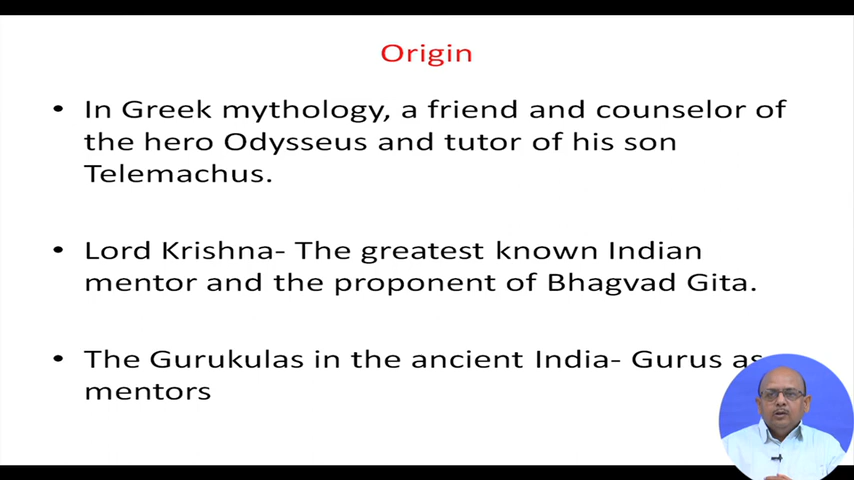 Origin
• In Greek mythology, a friend and counselor of
the hero Odysseus and tutor of his son
Telemachus.
• Lord Krishna- The greatest known Indian
mentor and the proponent of Bhagvad Gita.
• The Gurukulas in the ancient India- Gurus as
mentors